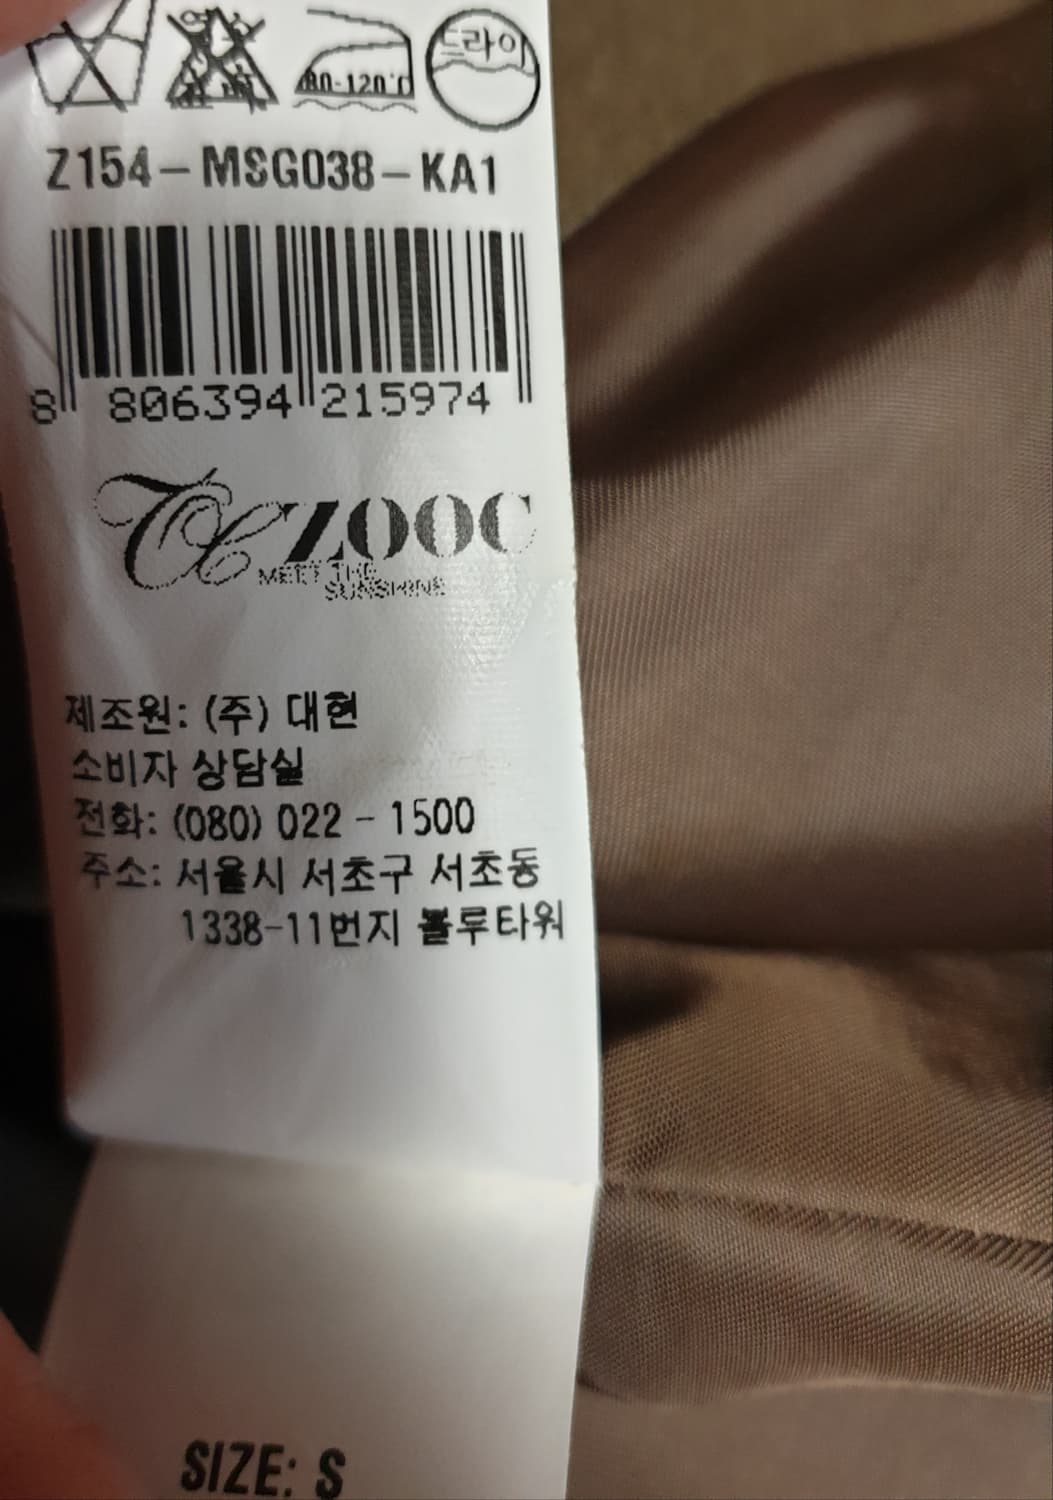 드라이
80-120℃
Z154-MSG038-KA1
8 806394 215974
ZOOC
MEET THE
SUNSHINE
제조원: (주) 대현
소비자 상담실
전화: (080) 022-1500
주소: 서울시 서초구 서초동
1338-11번지 블루타워
SIZE: S